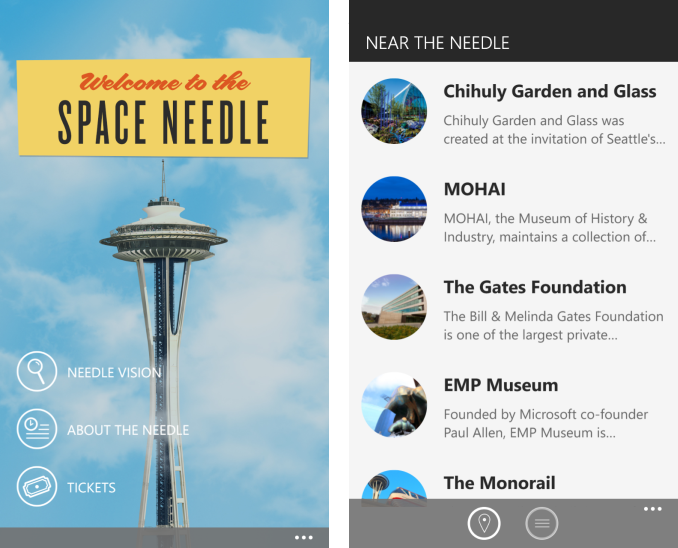 Welcome to the
SPACE NEEDLE
NEEDLE VISION
ABOUT THE NEEDLE
TICKETS
NEAR THE NEEDLE
Chihuly Garden and Glass
Chihuly Garden and Glass was
created at the invitation of Seattle's...
MOHAI
MOHAI, the Museum of History &
Industry, maintains a collection of...
The Gates Foundation
The Bill & Melinda Gates Foundation
is one of the largest private...
EMP Museum
Founded by Microsoft co-founder
Paul Allen, EMP Museum is...
The Monorail